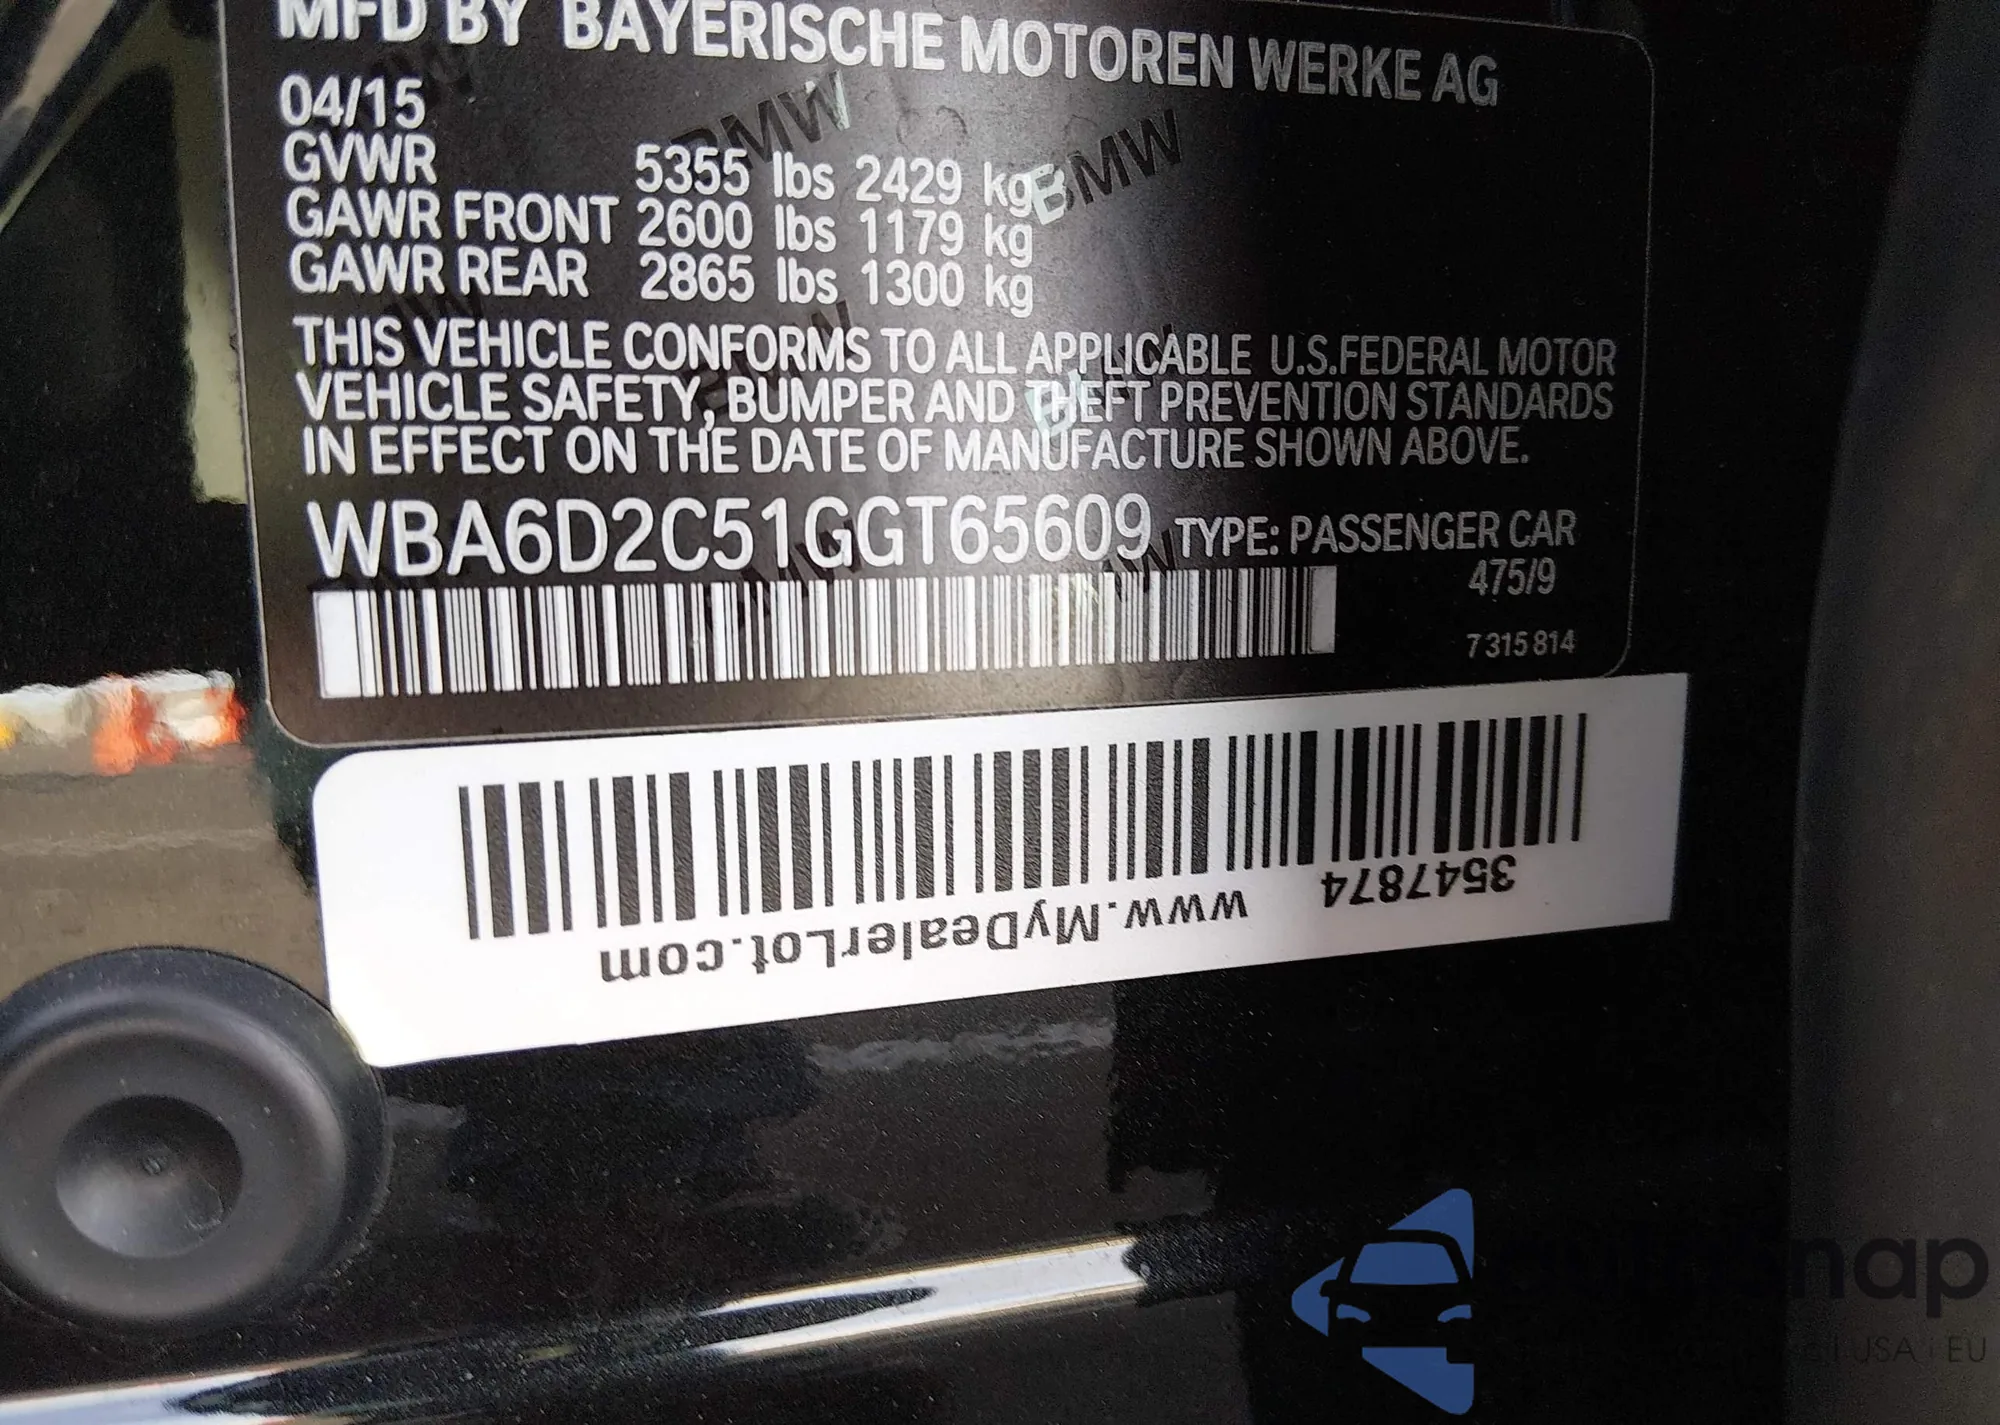 MFD BY BAYERISCHE MOTOREN WERKE AG
04/15
GVWR 5355 lbs 2429 kg
GAWR FRONT 2600 lbs 1179 kg
GAWR REAR 2865 lbs 1300 kg
THIS VEHICLE CONFORMS TO ALL APPLICABLE U.S.FEDERAL MOTOR
VEHICLE SAFETY, BUMPER AND THEFT PREVENTION STANDARDS
IN EFFECT ON THE DATE OF MANUFACTURE SHOWN ABOVE.
WBA6D2C51GGT65609 TYPE: PASSENGER CAR
475/9
7 315 814
3547874 www.MyDealerLot.com
USA | EU